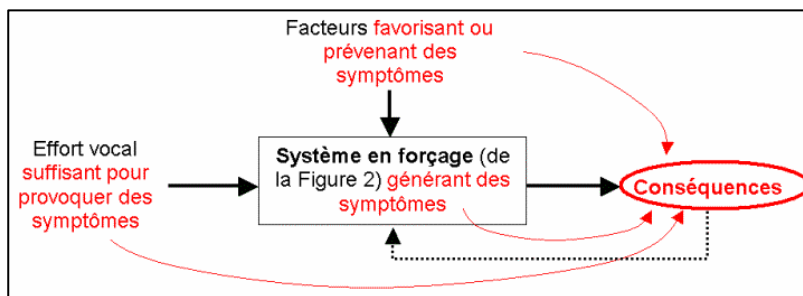 Facteurs favorisant ou
prévenant des
symptômes
Effort vocal
suffisant pour
provoquer des
symptômes
Système en forçage (de
la Figure 2) générant des
symptômes
Conséquences